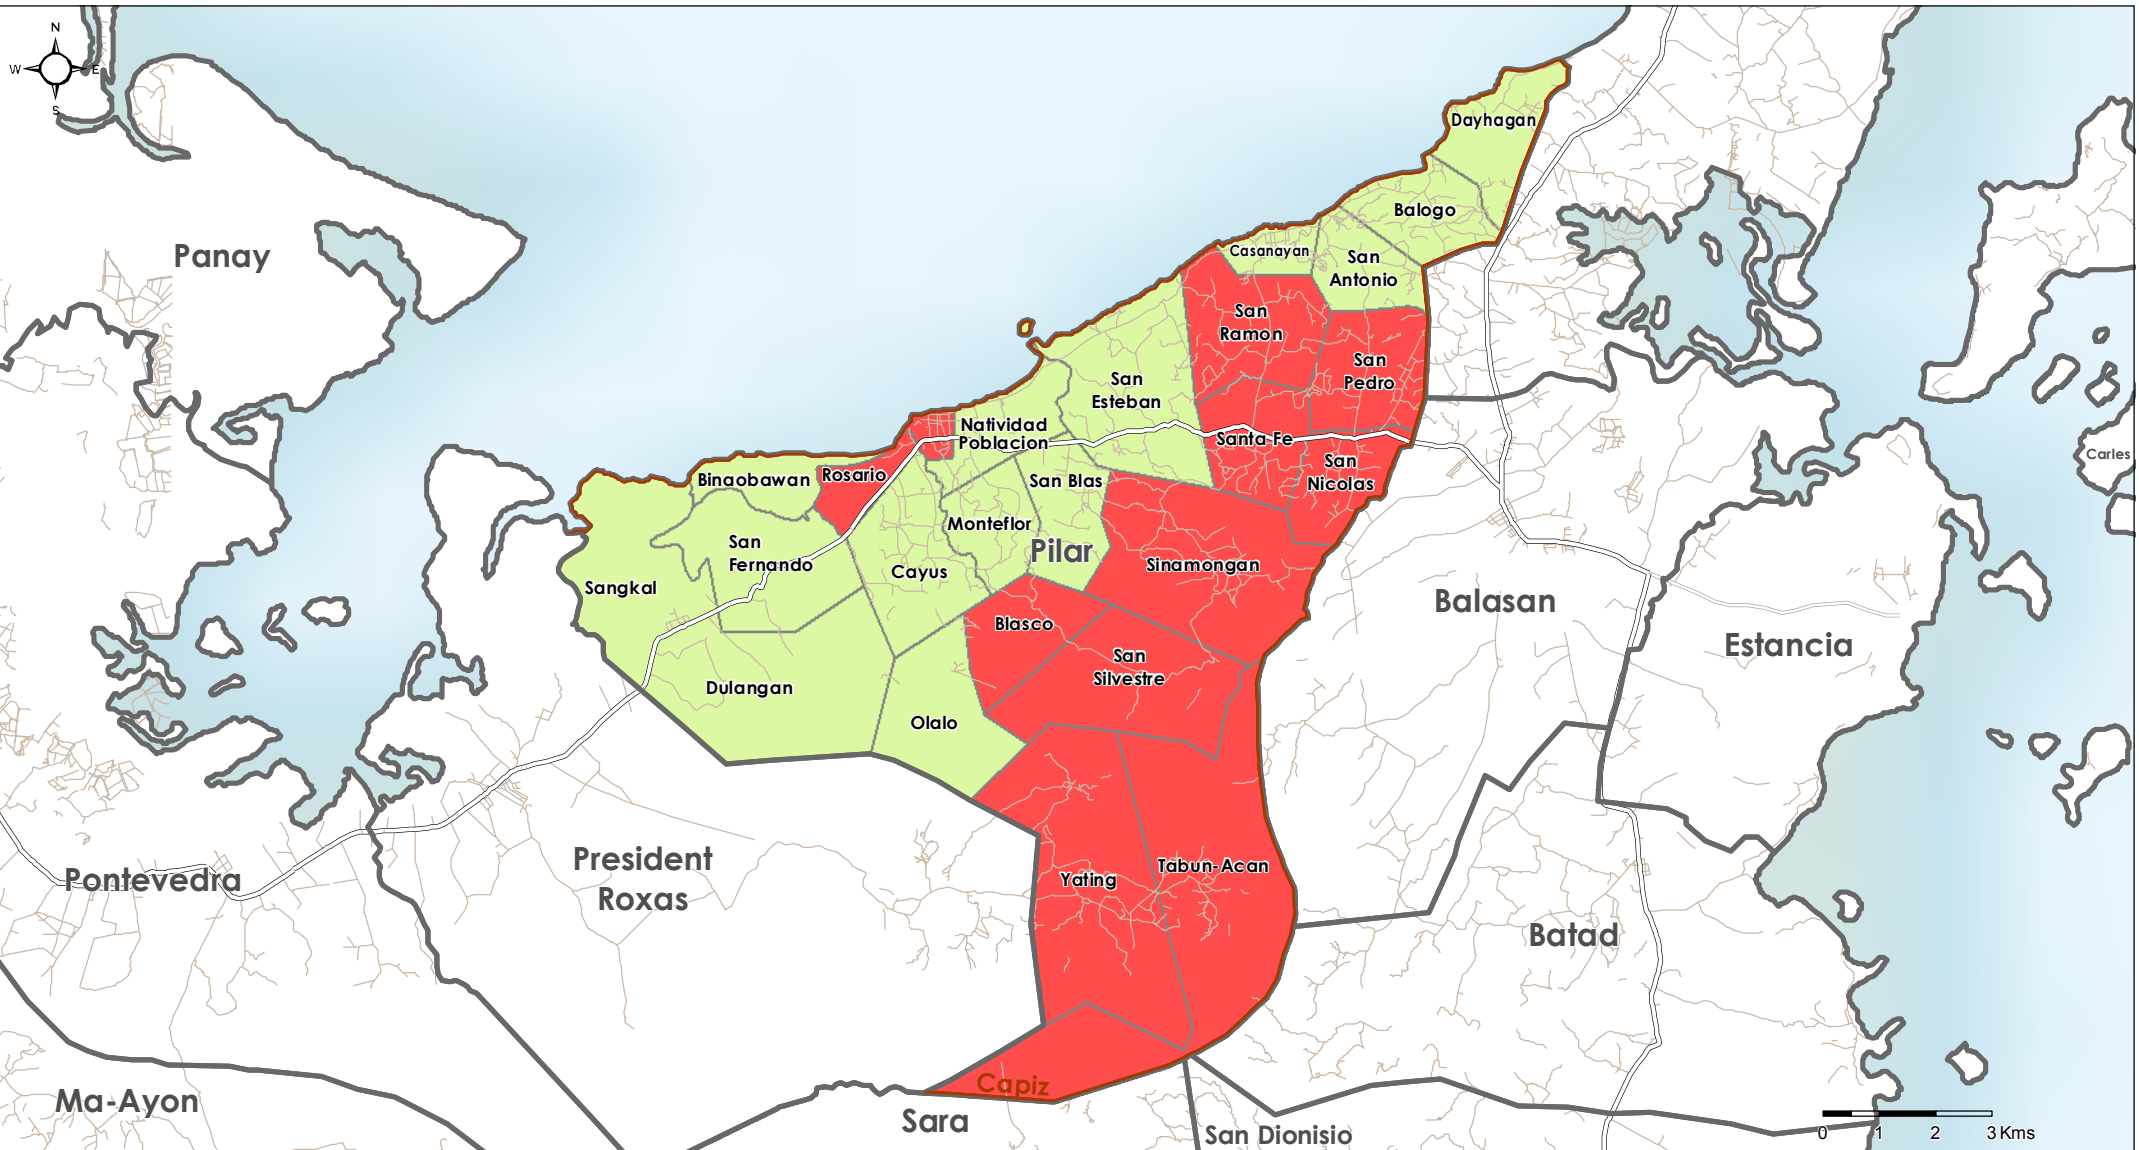 N
W
E
S
Dayhagan
Balogo
Casanayan
San
Antonio
Panay
San
Ramon
San
Pedro
San
Esteban
Natividad
Poblacion
Santa Fe
Carles
San
Nicolas
Binaobawan
Rosario
San Blas
Monteflor
Pilar
San
Fernando
Cayus
Sinamongan
Sangkal
Balasan
Blasco
Estancia
San
Silvestre
Dulangan
Olalo
President
Roxas
Tabun-Acan
Yating
Pontevedra
Batad
Capiz
Ma-Ayon
Sara
San Dionisio
0 1 2 3 Kms